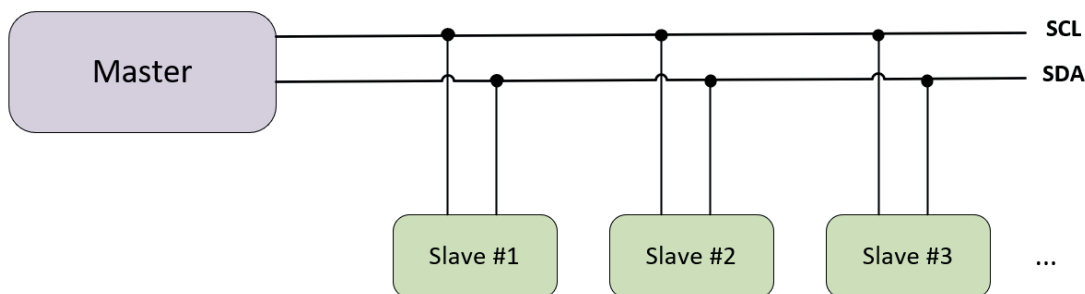 SCL
Master
SDA
Slave #1
Slave #2
Slave #3
...